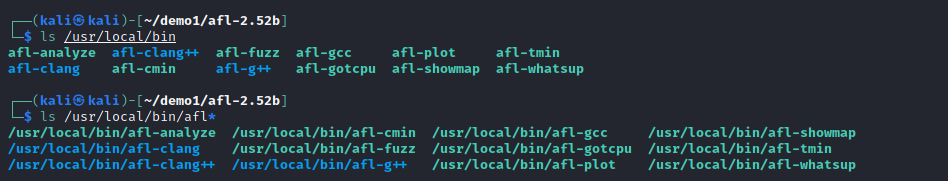 ┌──(kali㉿kali)-[~/demo1/afl-2.52b]
└─$ ls /usr/local/bin
afl-analyze  afl-clang++  afl-fuzz  afl-gcc     afl-plot     afl-tmin
afl-clang    afl-cmin     afl-g++   afl-gotcpu  afl-showmap  afl-whatsup
┌──(kali㉿kali)-[~/demo1/afl-2.52b]
└─$ ls /usr/local/bin/afl*
/usr/local/bin/afl-analyze  /usr/local/bin/afl-cmin  /usr/local/bin/afl-gcc     /usr/local/bin/afl-showmap
/usr/local/bin/afl-clang    /usr/local/bin/afl-fuzz  /usr/local/bin/afl-gotcpu  /usr/local/bin/afl-tmin
/usr/local/bin/afl-clang++  /usr/local/bin/afl-g++   /usr/local/bin/afl-plot    /usr/local/bin/afl-whatsup